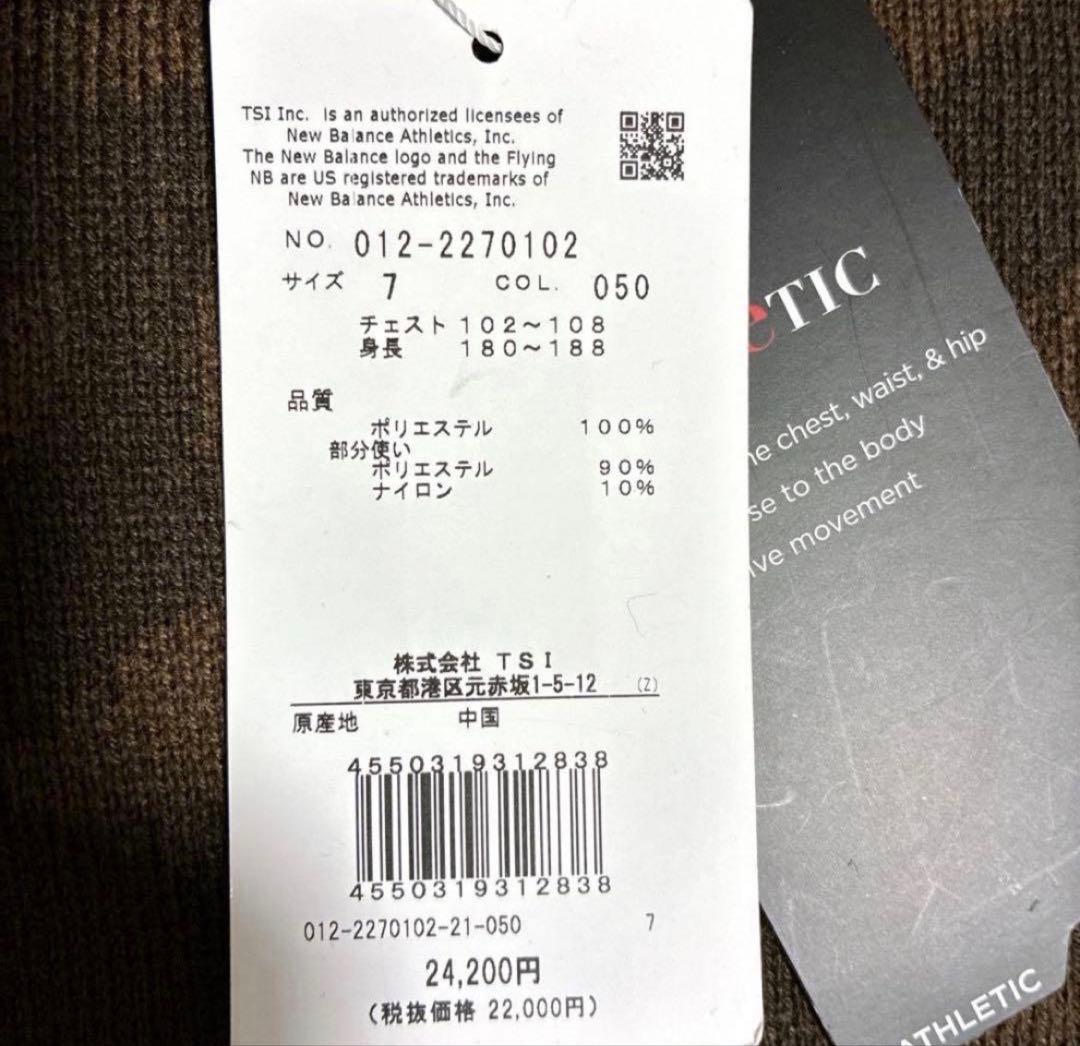 TSI Inc. is an authorized licensees of
New Balance Athletics, Inc.
The New Balance logo and the Flying
NB are US registered trademarks of
New Balance Athletics, Inc.
NO. 012-2270102
サイズ 7 COL. 050
チェスト 102～108
身長 180～188
品質
ポリエステル 100%
部分使い
ポリエステル 90%
ナイロン 10%
株式会社 TSI
東京都港区元赤坂1-5-12 (Z)
原産地 中国
4550319312838
4550319312838
012-2270102-21-050 7
24,200円
(税抜価格 22,000円)
eTIC
chest, waist, & hip
to the body
movement
ATHLETIC